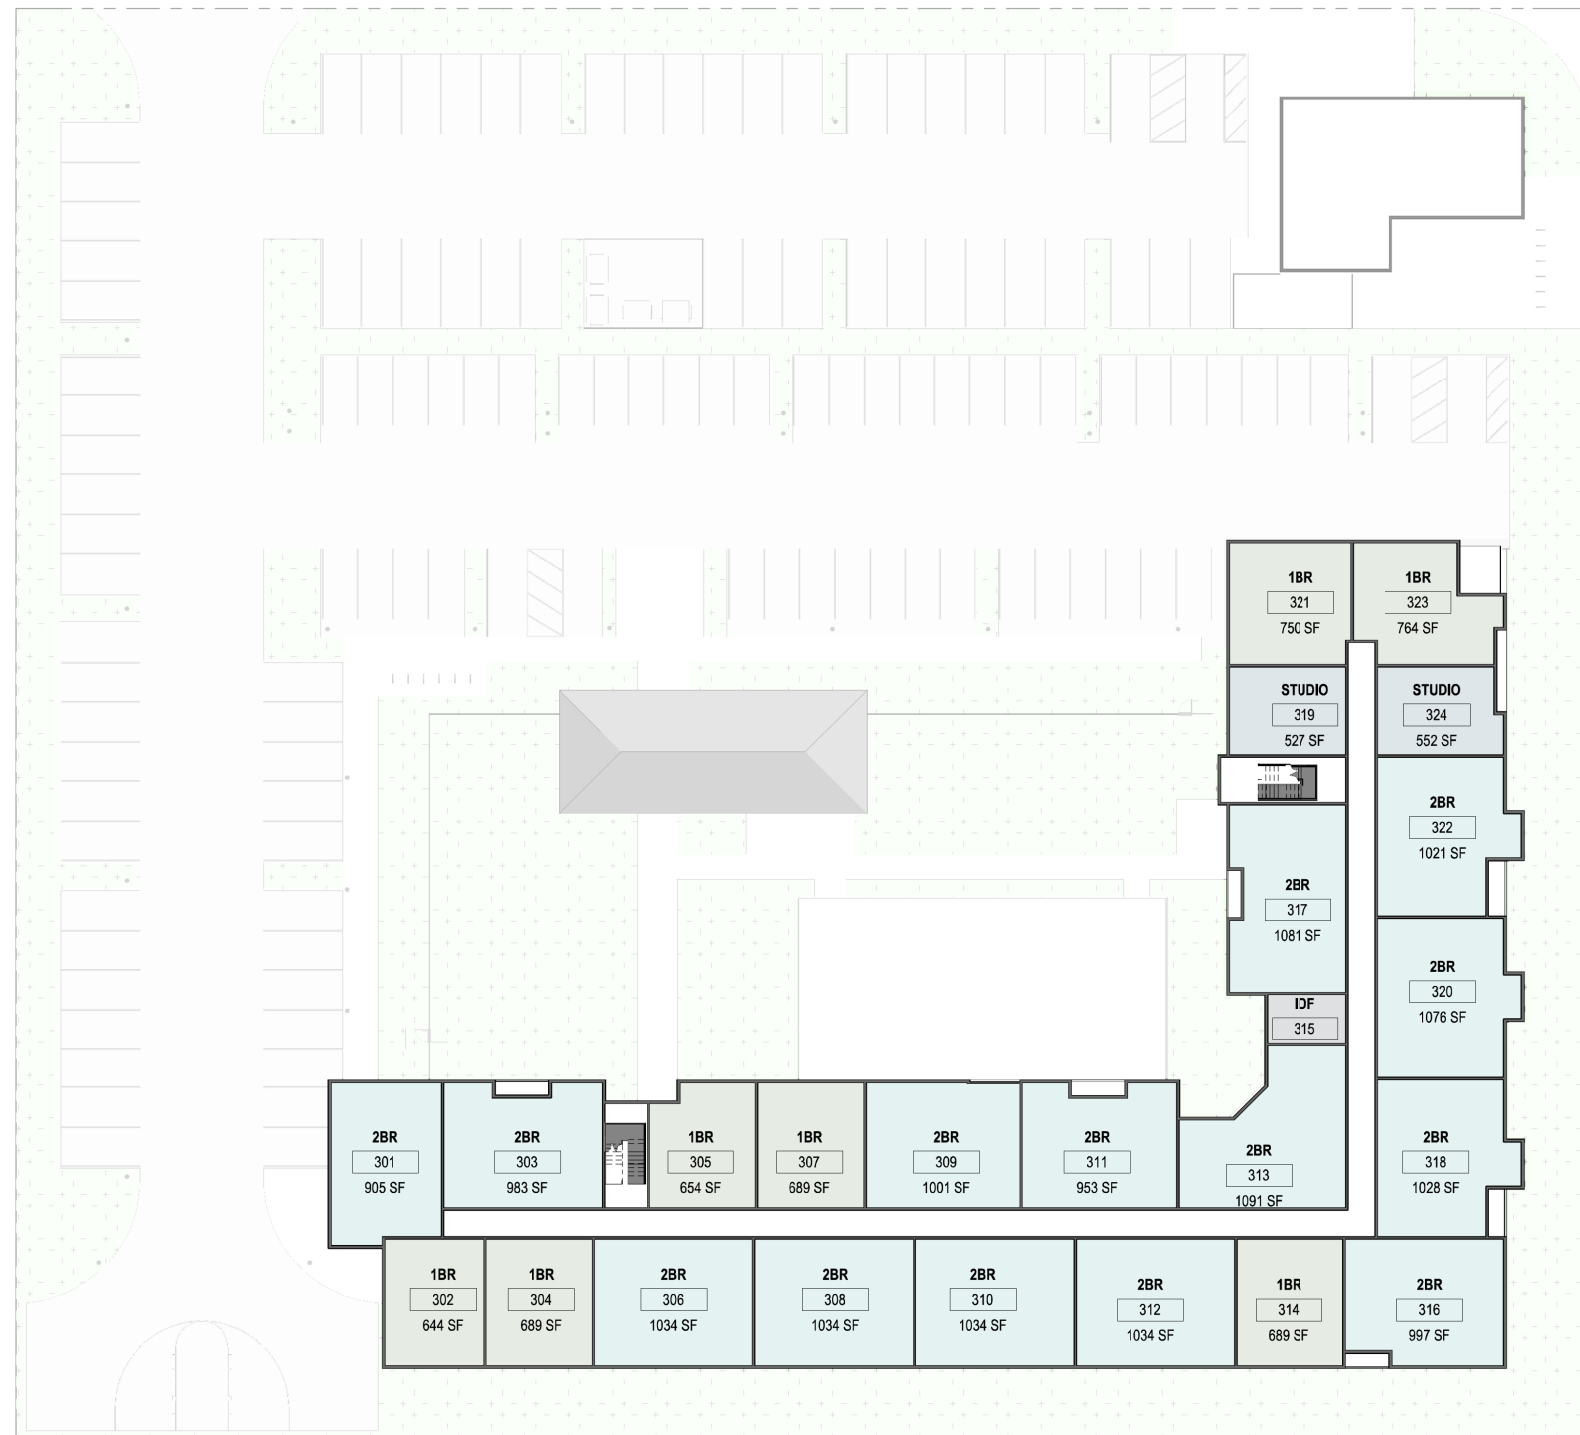 1BR
321
750 SF
1BR
323
764 SF
STUDIO
319
527 SF
STUDIO
324
552 SF
2BR
322
1021 SF
2BR
317
1081 SF
2BR
320
1076 SF
IDF
315
2BR
301
905 SF
2BR
303
983 SF
1BR
305
654 SF
1BR
307
689 SF
2BR
309
1001 SF
2BR
311
953 SF
2BR
313
1091 SF
2BR
318
1028 SF
1BR
302
644 SF
1BR
304
689 SF
2BR
306
1034 SF
2BR
308
1034 SF
2BR
310
1034 SF
2BR
312
1034 SF
1BR
314
689 SF
2BR
316
997 SF